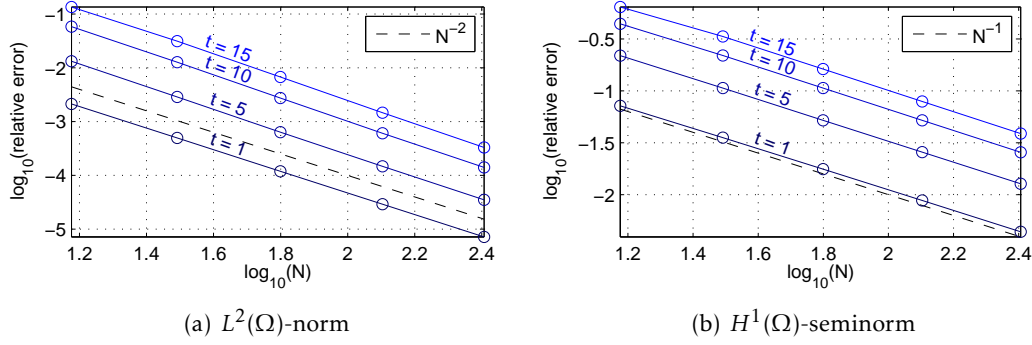 −1
−2
−3
−4
−5
1.2
1.4
1.6
1.8
2
2.2
2.4
log₁₀(N)
log₁₀(relative error)
t = 15
t = 10
t = 5
t = 1
N⁻²
(a) L²(Ω)-norm
−0.5
−1
−1.5
−2
1.2
1.4
1.6
1.8
2
2.2
2.4
log₁₀(N)
log₁₀(relative error)
t = 15
t = 10
t = 5
t = 1
N⁻¹
(b) H¹(Ω)-seminorm